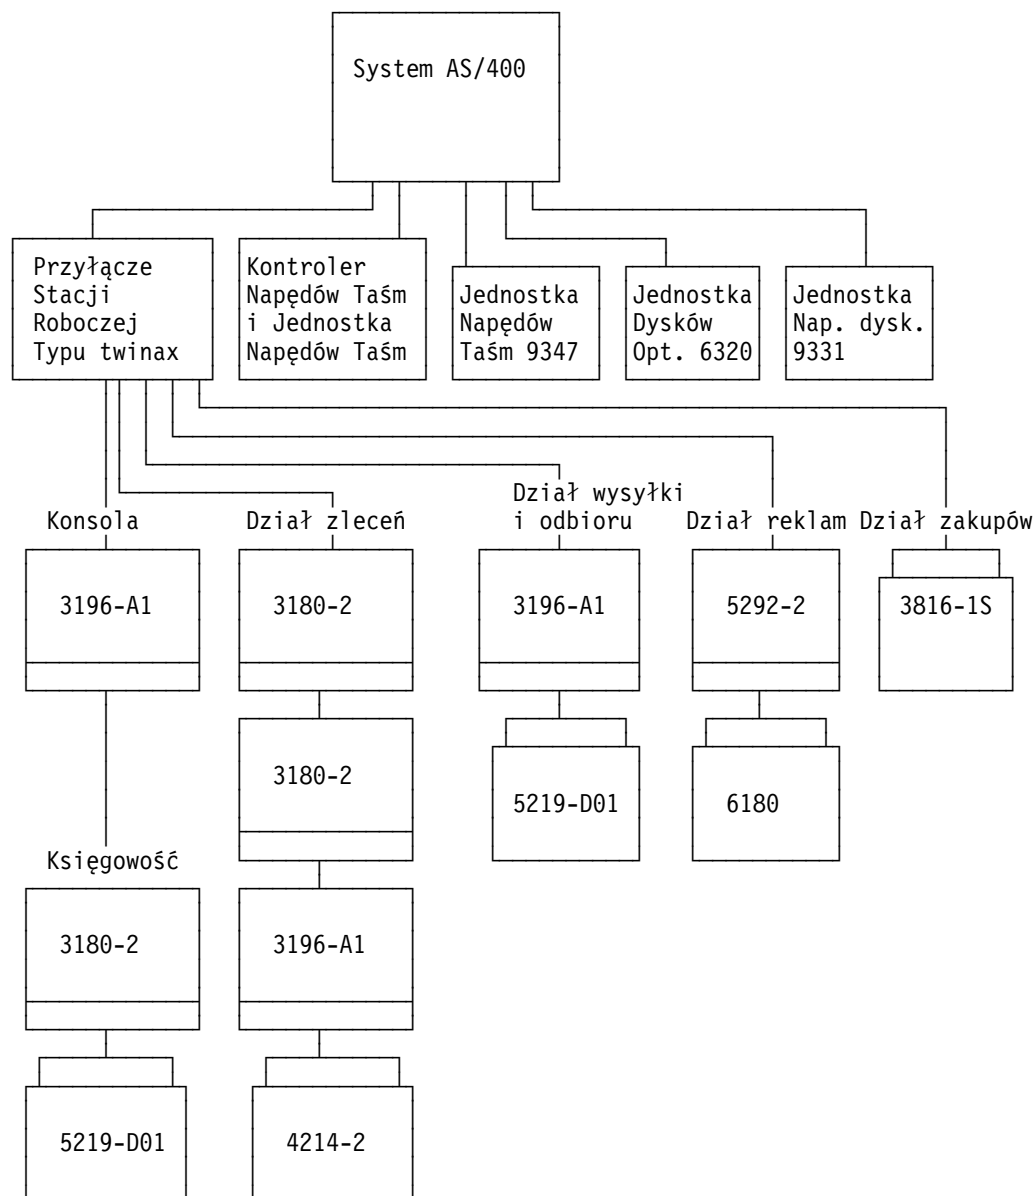 System AS/400
Przyłącze
Stacji
Roboczej
Typu twinax
Kontroler
Napędów Taśm
i Jednostka
Napędów Taśm
Jednostka
Napędów
Taśm 9347
Jednostka
Dysków
Opt. 6320
Jednostka
Nap. dysk.
9331
Konsola
Dział zleceń
Dział wysyłki
i odbioru
Dział reklam
Dział zakupów
3196-A1
3180-2
3196-A1
5292-2
3816-1S
3180-2
5219-D01
6180
Księgowość
3180-2
3196-A1
5219-D01
4214-2